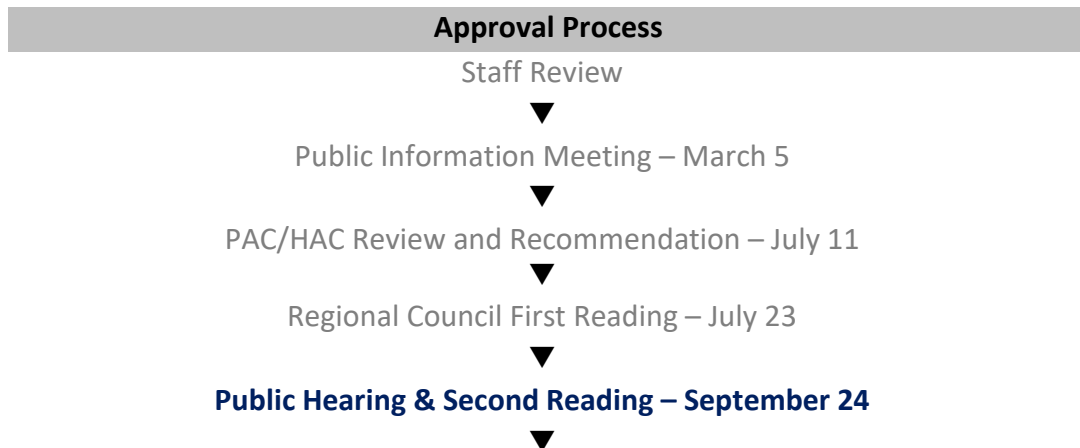 Approval Process
Staff Review
▼
Public Information Meeting – March 5
▼
PAC/HAC Review and Recommendation – July 11
▼
Regional Council First Reading – July 23
▼
Public Hearing & Second Reading – September 24
▼